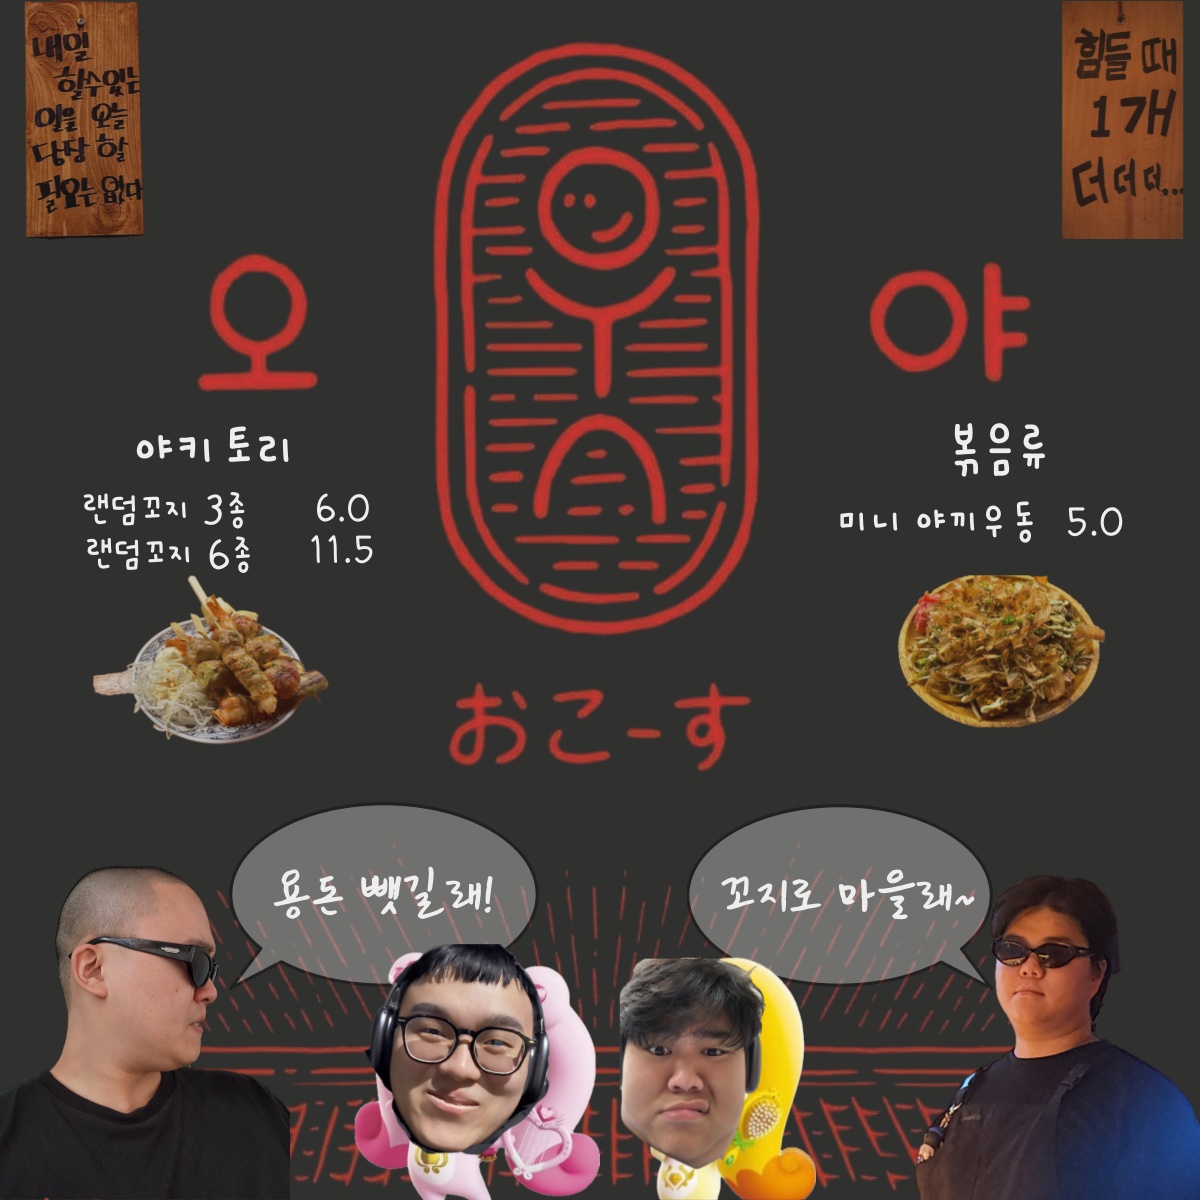 내일
할수있는
일을 오늘
당장 할
필요는 없다
힘들 때
1개
더 더 더...
오
야
야키토리
랜덤꼬지 3종 6.0
랜덤꼬지 6종 11.5
볶음류
미니 야끼우동 5.0
おこーす
용돈 뺏길래!
꼬지로 마을래~